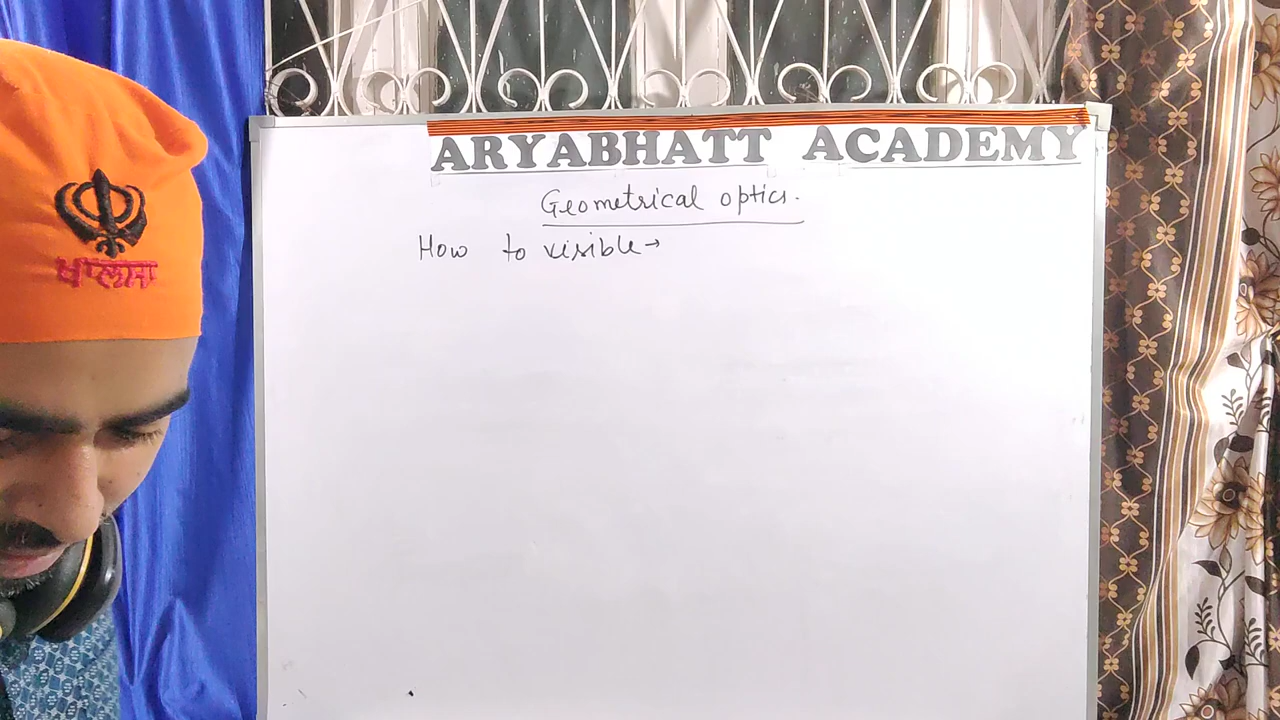 ARYABHATT ACADEMY
Geometrical optics.
How to visible→
ਖਾਲਸਾ